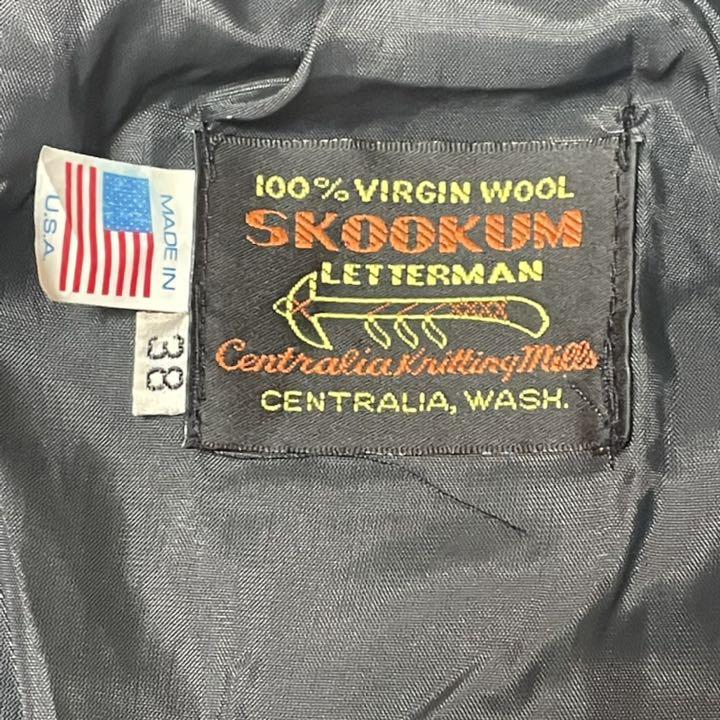 100% VIRGIN WOOL
SKOOKUM
LETTERMAN
Centralia Knitting Mills
CENTRALIA, WASH.
MADE IN
U.S.A.
38